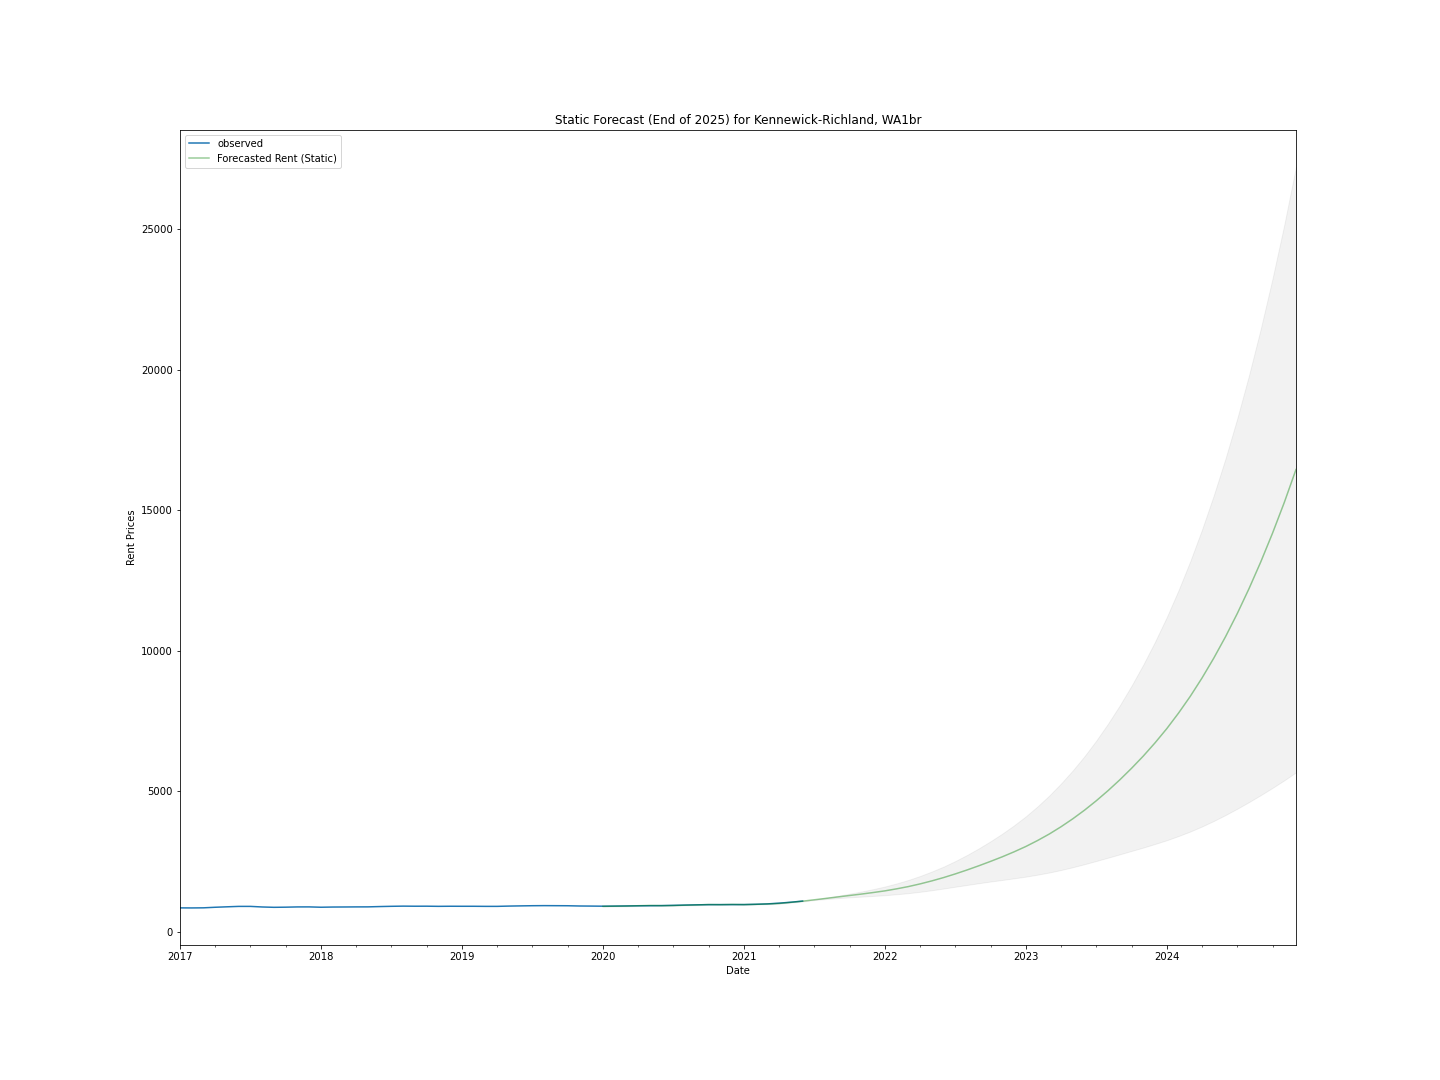 Static Forecast (End of 2025) for Kennewick-Richland, WA1br
observed
Forecasted Rent (Static)
25000
20000
15000
10000
5000
0
Rent Prices
2017 2018 2019 2020 2021 2022 2023 2024
Date